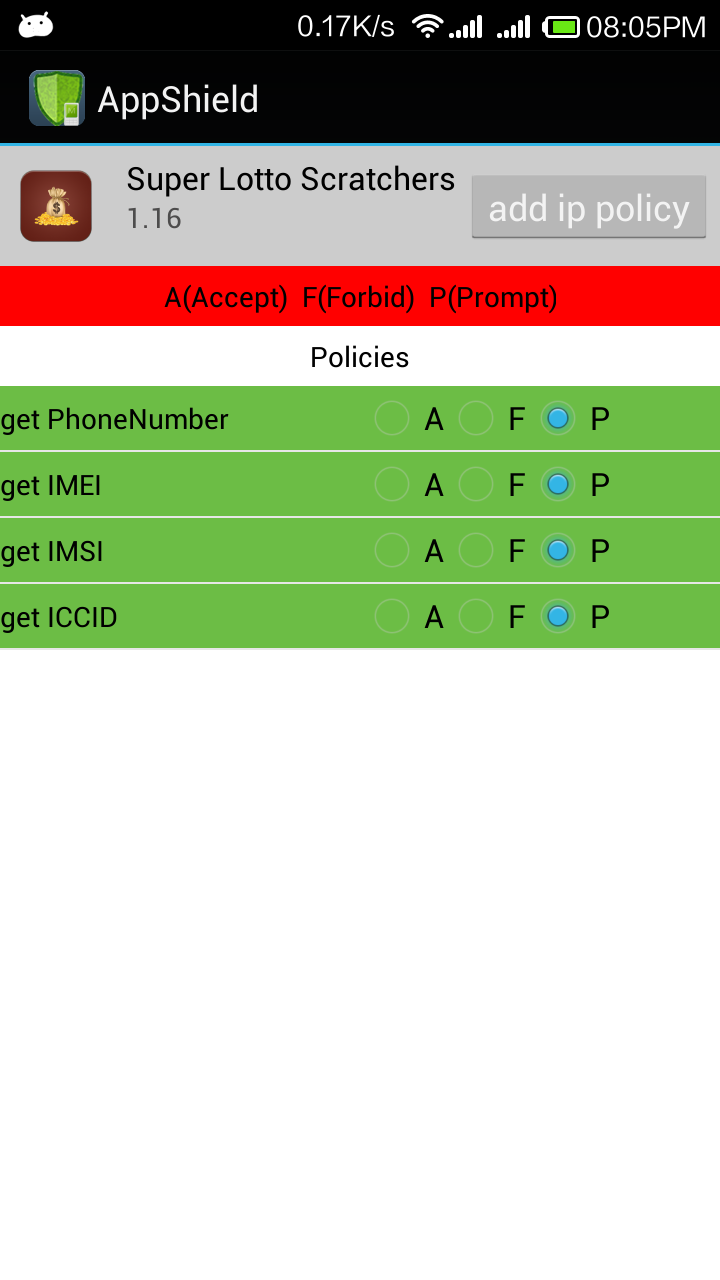 0.17K/s 08:05PM
AppShield
Super Lotto Scratchers
1.16
add ip policy
A(Accept) F(Forbid) P(Prompt)
Policies
get PhoneNumber A F P
get IMEI A F P
get IMSI A F P
get ICCID A F P